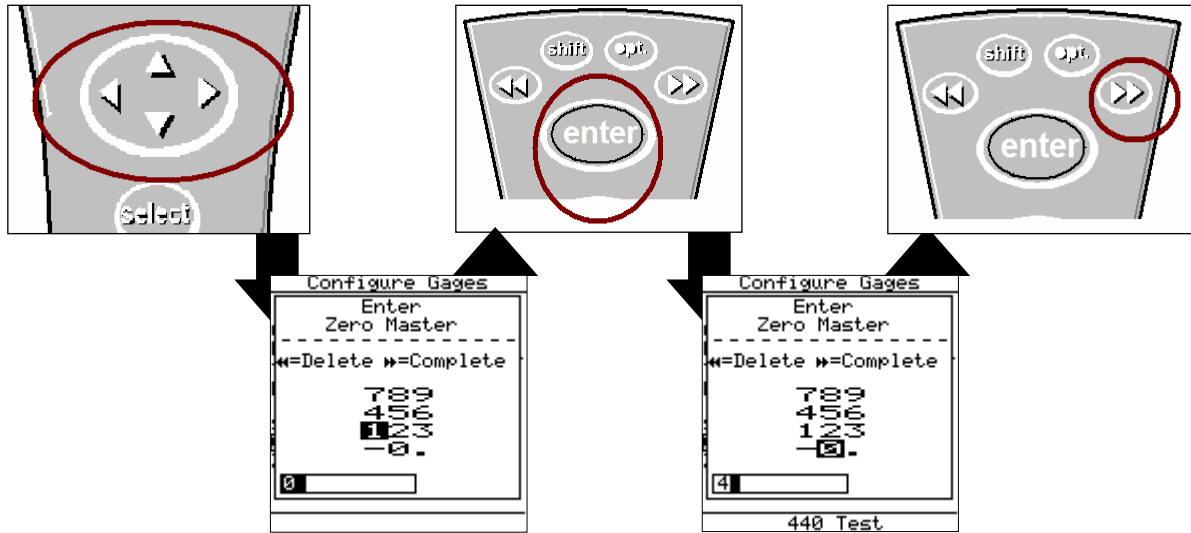 select
shift opt.
enter
shift opt.
enter
Configure Gages
Enter
Zero Master
=Delete =Complete
789
456
123
-0.
0
Configure Gages
Enter
Zero Master
=Delete =Complete
789
456
123
-0.
4
440 Test